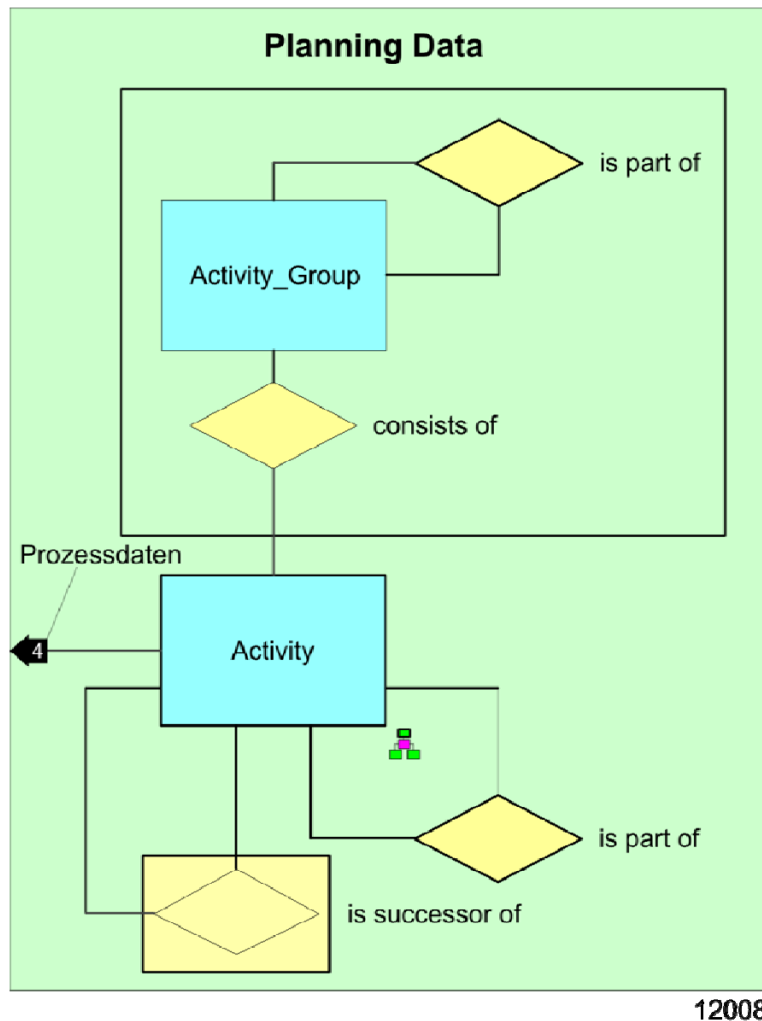 Planning Data
is part of
Activity_Group
consists of
Prozessdaten
4
Activity
is part of
is successor of
12008